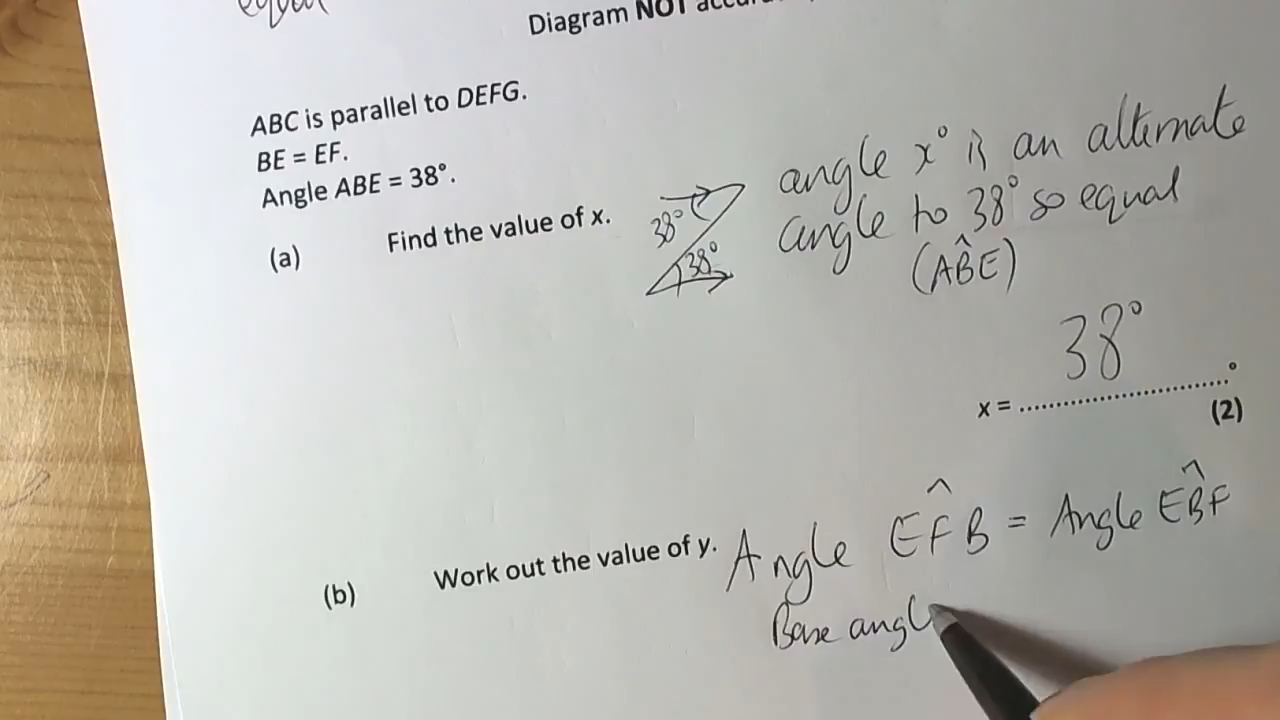 equal
Diagram NOT
ABC is parallel to DEFG.
BE = EF.
Angle ABE = 38°.
(a) Find the value of x.
38°
38°
angle x° is an alternate
angle to 38° so equal
(AB̂E)
38°
x = ..............................°
(2)
(b) Work out the value of y.
Angle EF̂B = Angle EB̂F
Base angl